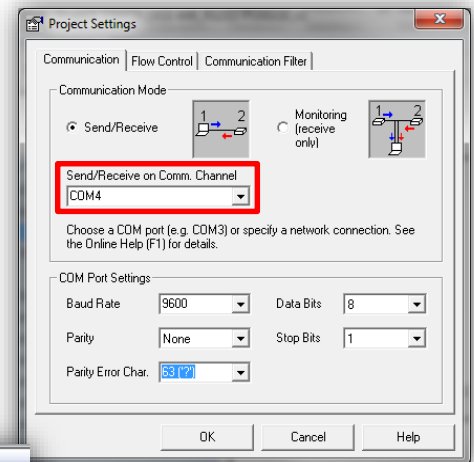 Project Settings
Communication Flow Control Communication Filter
Communication Mode
Send/Receive
1 2
Monitoring
(receive
only)
1 2
Send/Receive on Comm. Channel
COM4
Choose a COM port (e.g. COM3) or specify a network connection. See
the Online Help (F1) for details.
COM Port Settings
Baud Rate 9600 Data Bits 8
Parity None Stop Bits 1
Parity Error Char. 63 ('?')
OK Cancel Help